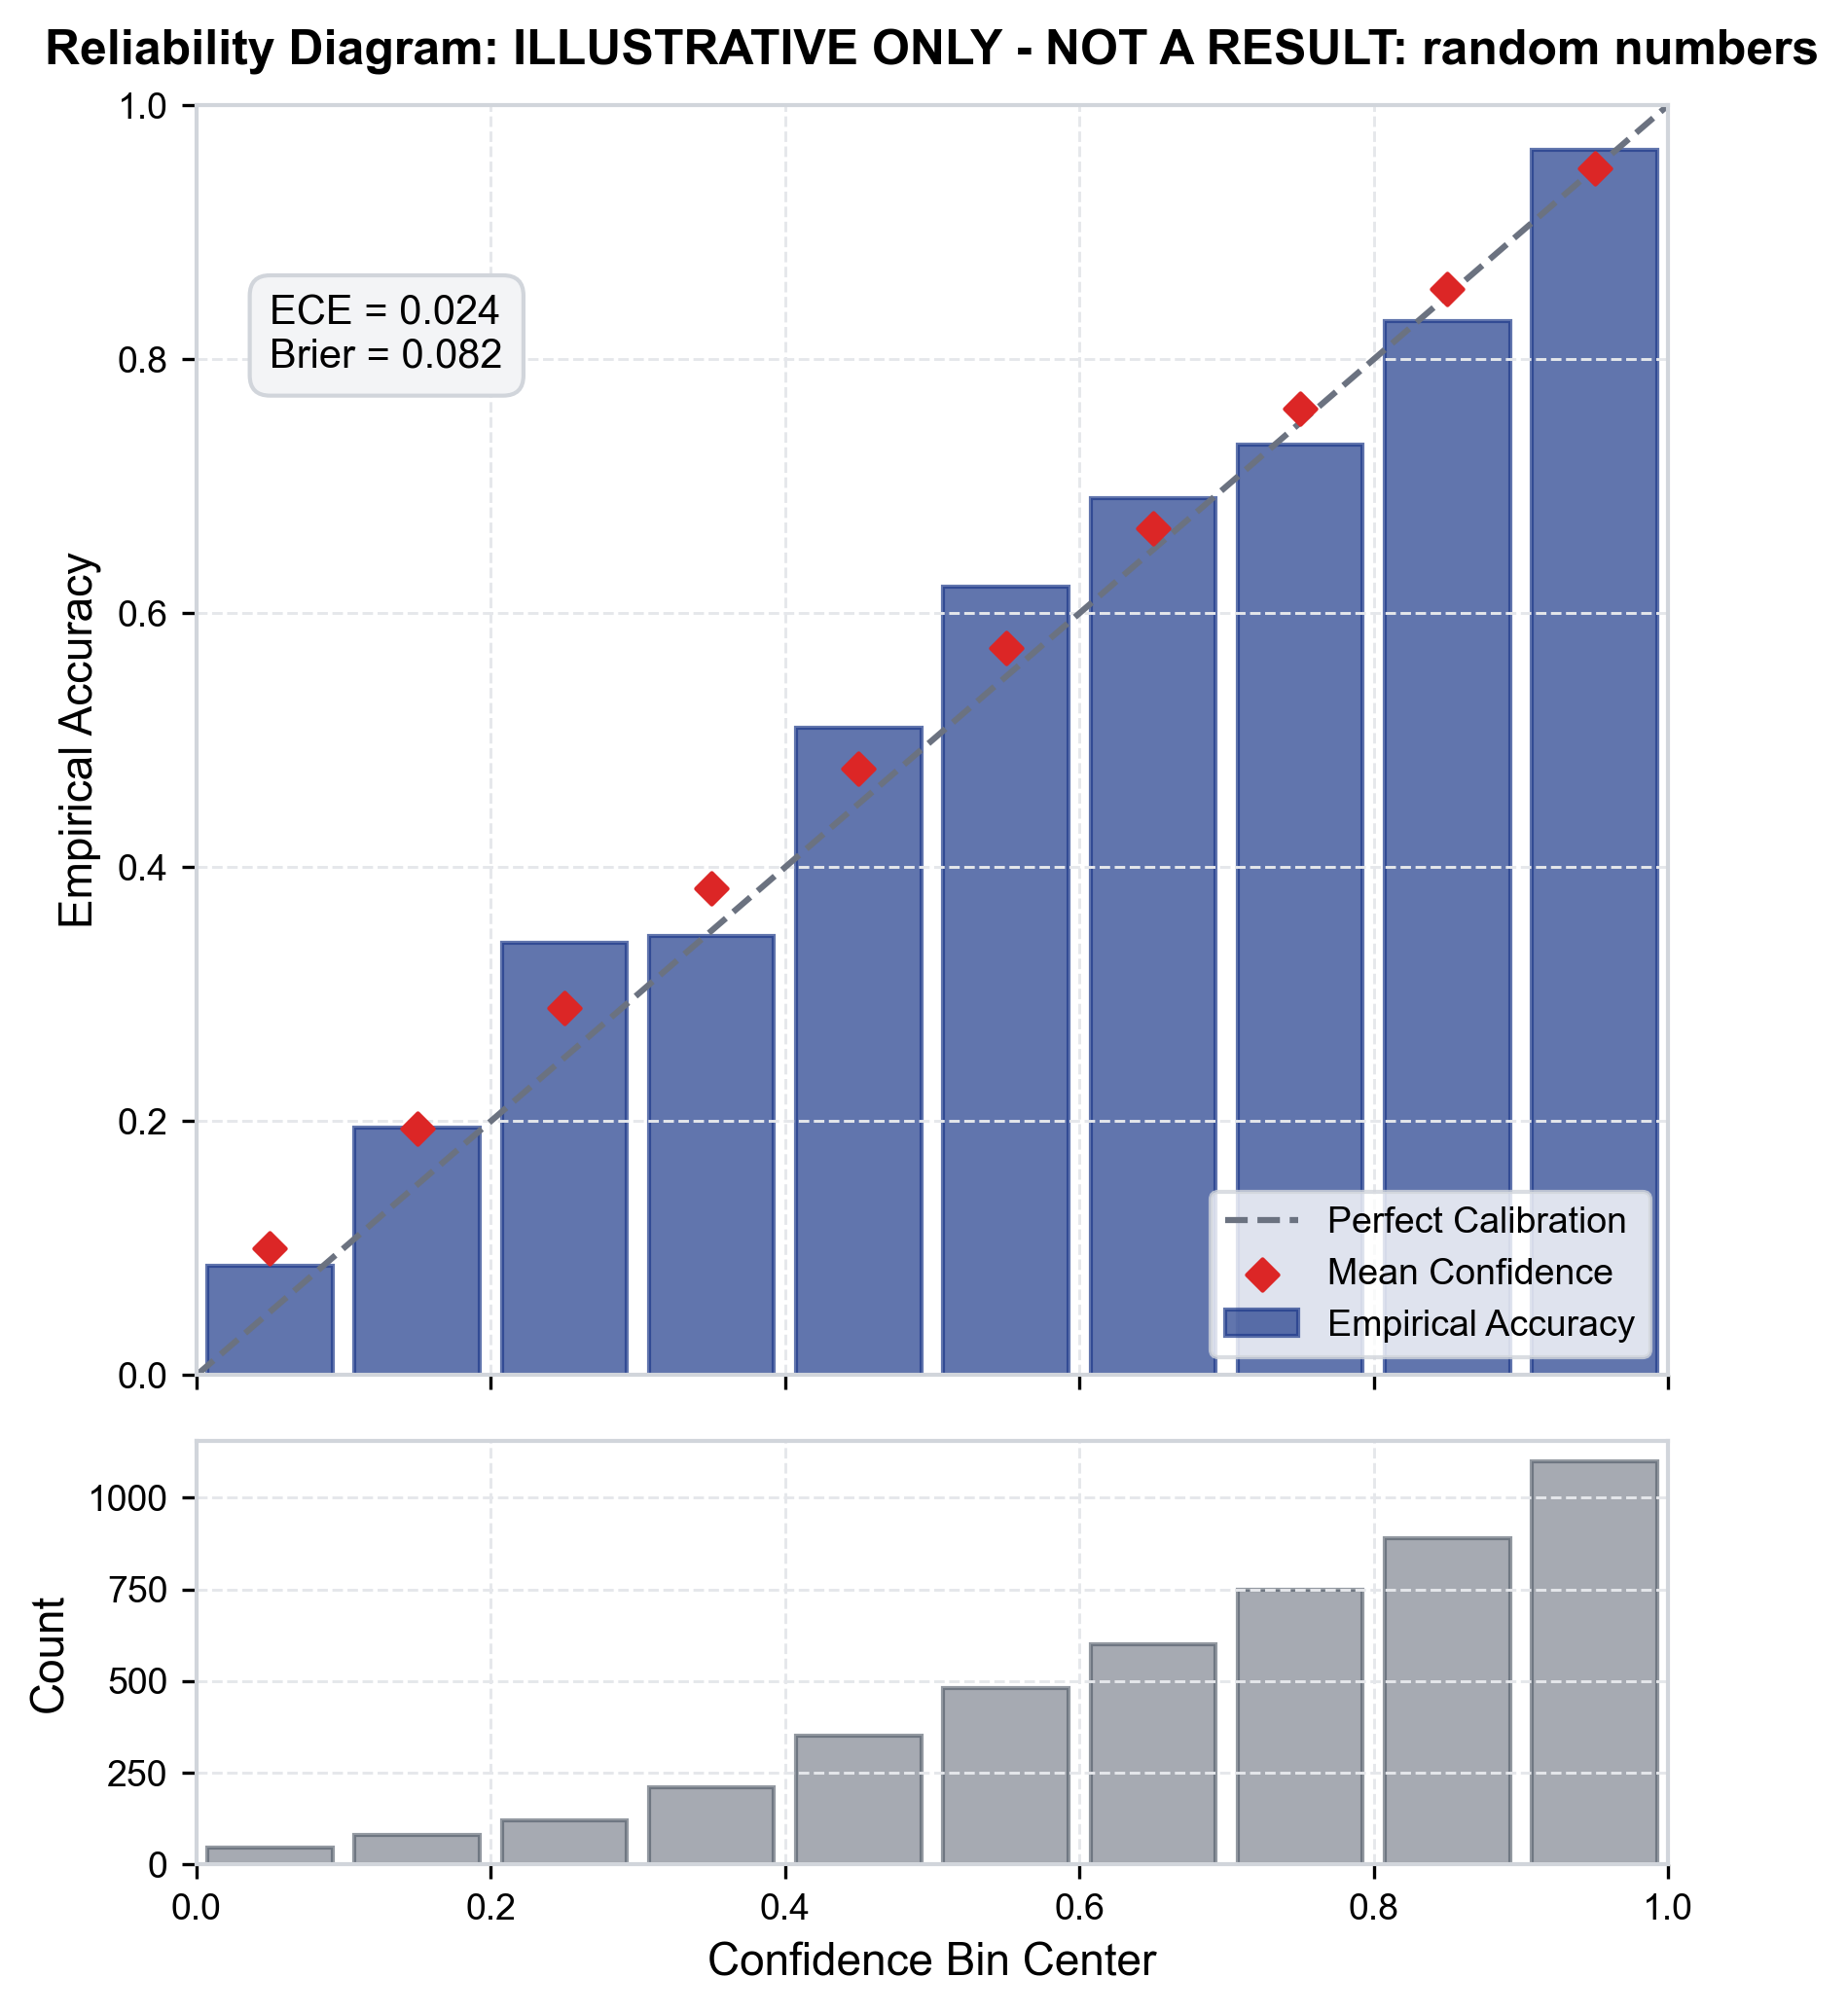 Reliability Diagram: ILLUSTRATIVE ONLY - NOT A RESULT: random numbers
1.0
0.8
0.6
0.4
0.2
0.0
Empirical Accuracy
ECE = 0.024
Brier = 0.082
Perfect Calibration
Mean Confidence
Empirical Accuracy
1000
750
500
250
0
Count
0.0 0.2 0.4 0.6 0.8 1.0
Confidence Bin Center